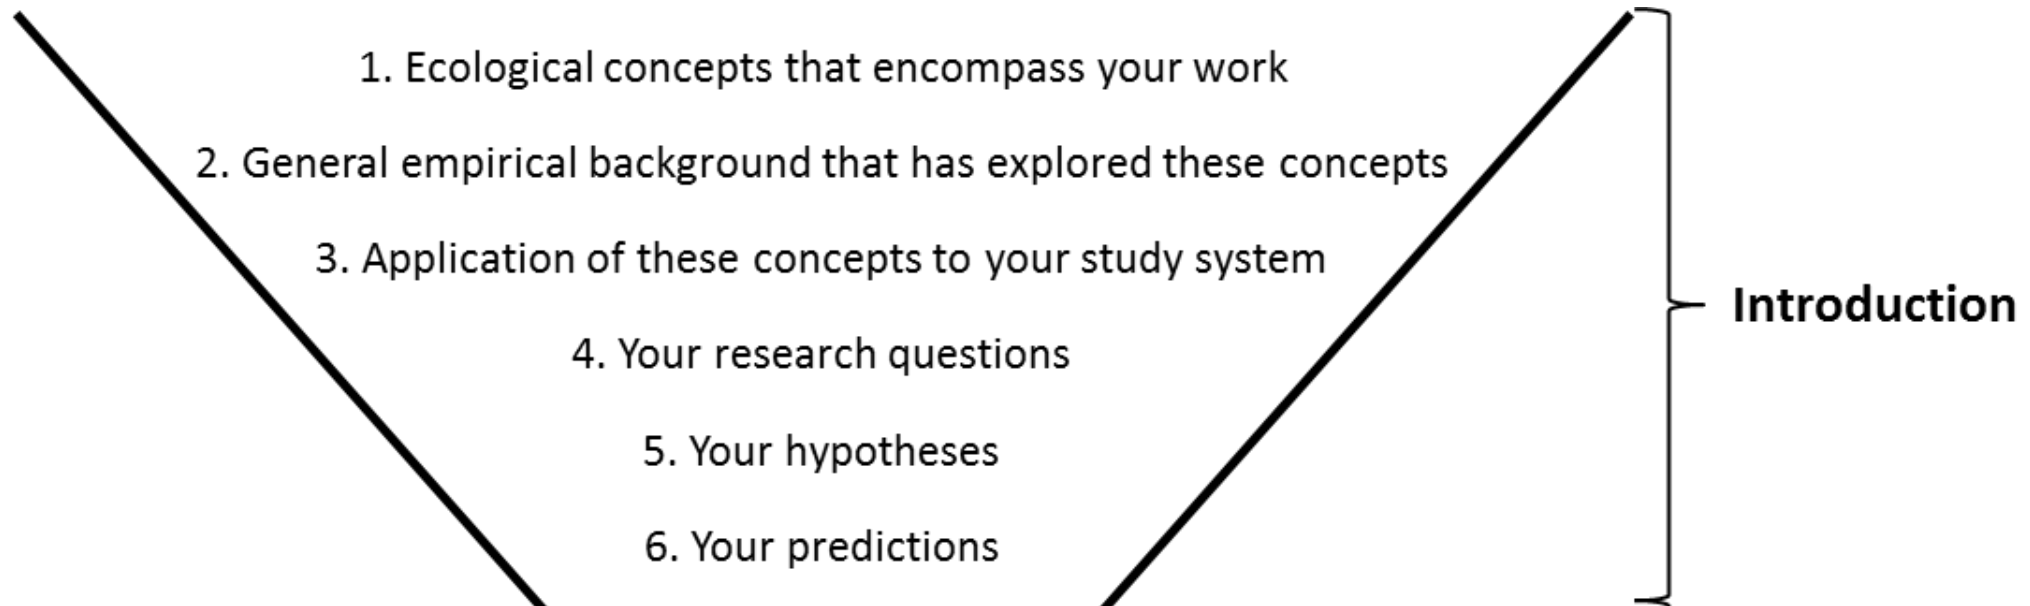 1. Ecological concepts that encompass your work
2. General empirical background that has explored these concepts
3. Application of these concepts to your study system
4. Your research questions
5. Your hypotheses
6. Your predictions
Introduction